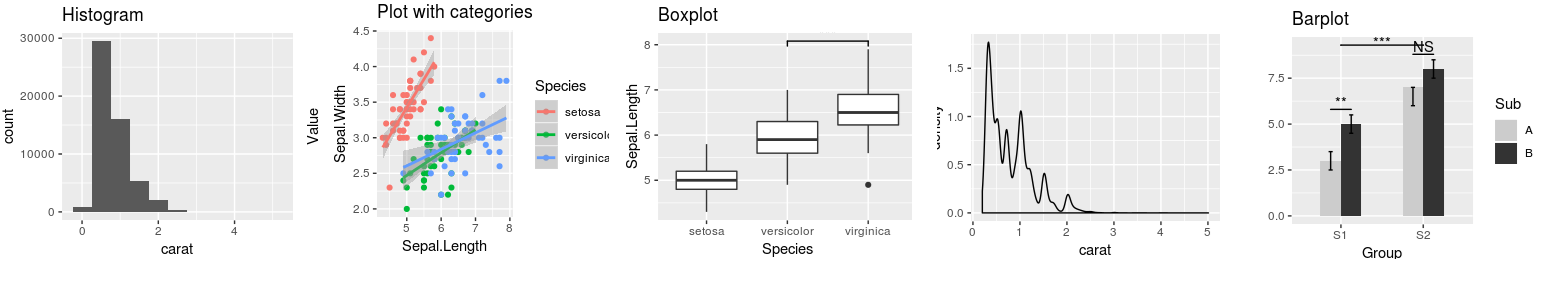 Histogram
30000
20000
10000
0
count
0 2 4
carat
Plot with categories
4.5
4.0
3.5
3.0
2.5
2.0
Sepal.Width
5 6 7 8
Sepal.Length
Species
setosa
versicolo
virginica
Value
Boxplot
8
7
6
5
Sepal.Length
setosa versicolor virginica
Species
1.5
1.0
0.5
0.0
density
0 1 2 3 4 5
carat
Barplot
7.5
5.0
2.5
0.0
***
NS
**
S1 S2
Group
Sub
A
B